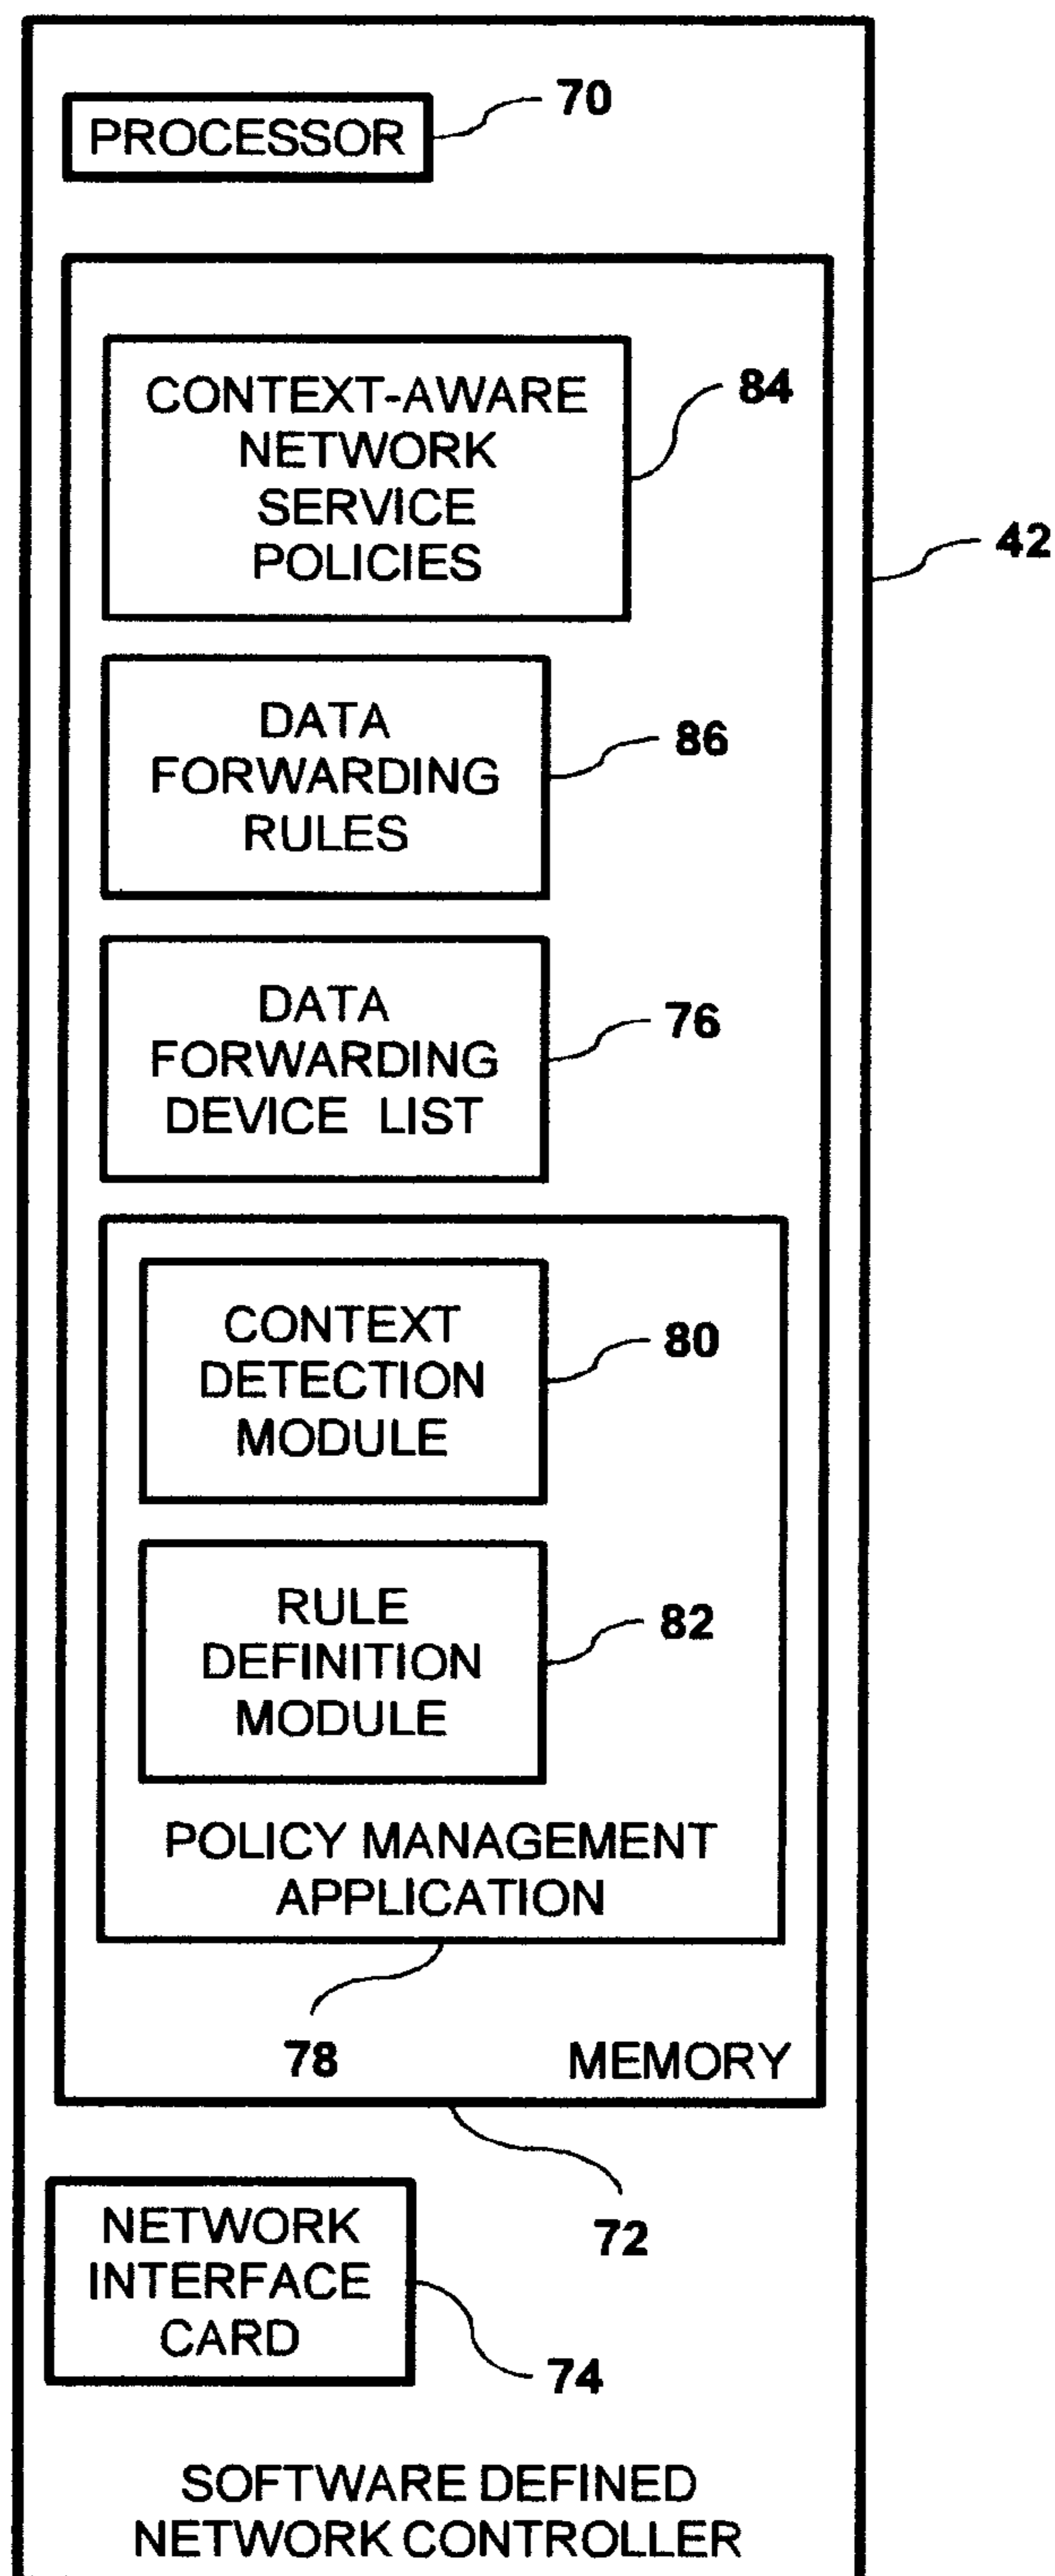 PROCESSOR
70
CONTEXT-AWARE
NETWORK
SERVICE
POLICIES
84
42
DATA
FORWARDING
RULES
86
DATA
FORWARDING
DEVICE LIST
76
CONTEXT
DETECTION
MODULE
80
RULE
DEFINITION
MODULE
82
POLICY MANAGEMENT
APPLICATION
78
MEMORY
72
NETWORK
INTERFACE
CARD
74
SOFTWARE DEFINED
NETWORK CONTROLLER